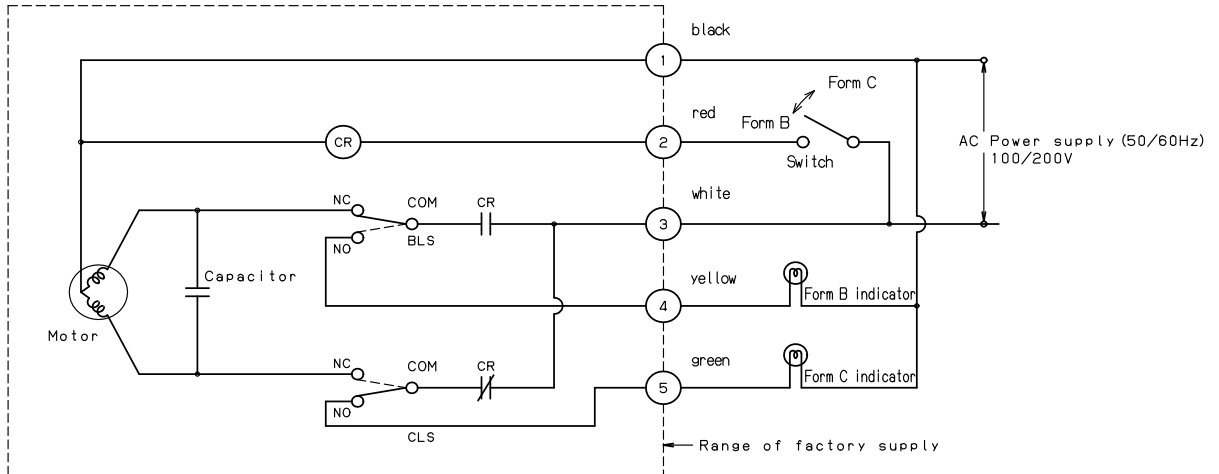 black
1
Form C
red
Form B
CR
2
Switch
AC Power supply (50/60Hz)
100/200V
white
NC
COM
CR
3
NO
BLS
yellow
Capacitor
Form B indicator
4
Motor
green
NC
COM
CR
Form C indicator
5
NO
CLS
Range of factory supply